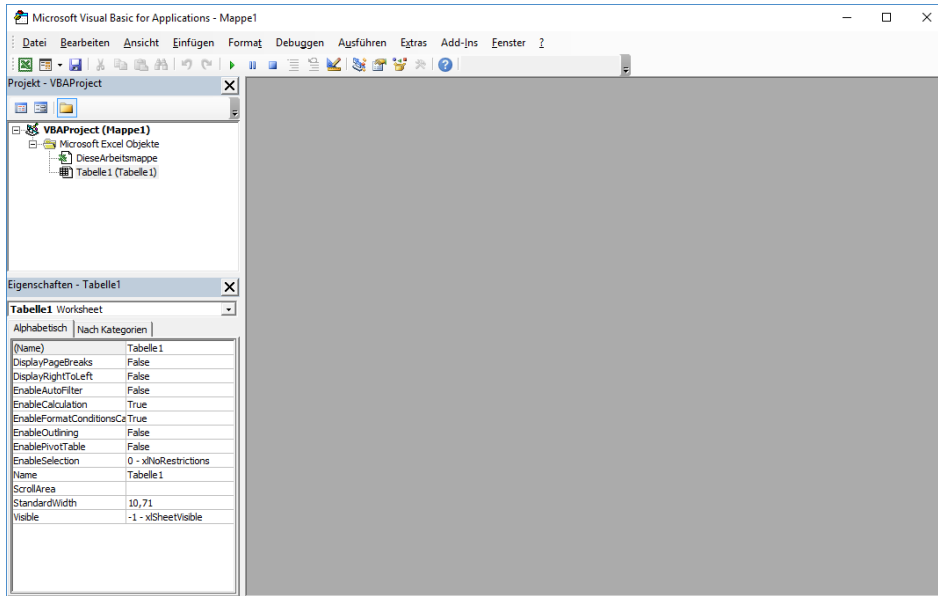 Microsoft Visual Basic for Applications - Mappe1
Datei Bearbeiten Ansicht Einfügen Format Debuggen Ausführen Extras Add-Ins Fenster ?
Projekt - VBAProject
VBAProject (Mappe1)
Microsoft Excel Objekte
DieseArbeitsmappe
Tabelle1 (Tabelle1)
Eigenschaften - Tabelle1
Tabelle1 Worksheet
Alphabetisch Nach Kategorien
(Name) Tabelle1
DisplayPageBreaks False
DisplayRightToLeft False
EnableAutoFilter False
EnableCalculation True
EnableFormatConditionsCa True
EnableOutlining False
EnablePivotTable False
EnableSelection 0 - xlNoRestrictions
Name Tabelle1
ScrollArea
StandardWidth 10,71
Visible -1 - xlSheetVisible